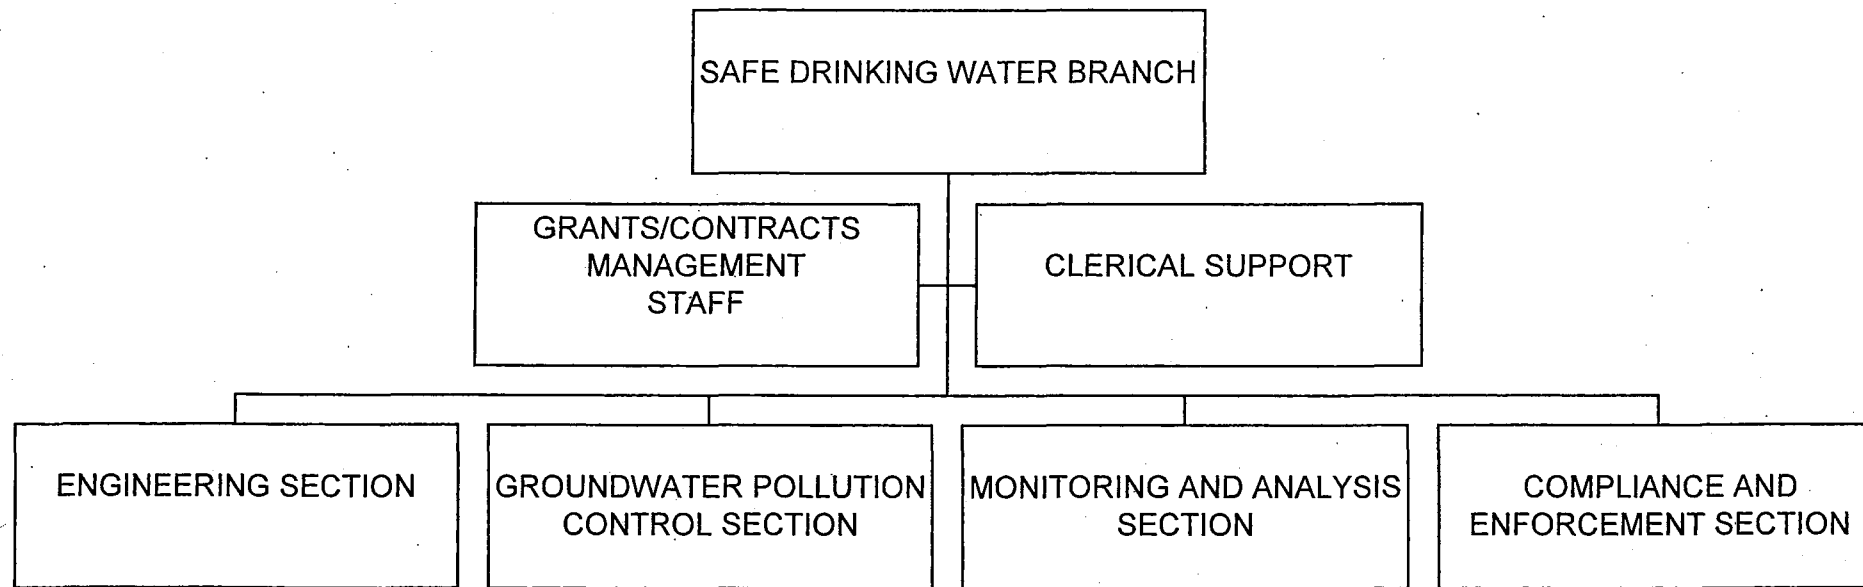 SAFE DRINKING WATER BRANCH
GRANTS/CONTRACTS
MANAGEMENT
STAFF
CLERICAL SUPPORT
ENGINEERING SECTION
GROUNDWATER POLLUTION
CONTROL SECTION
MONITORING AND ANALYSIS
SECTION
COMPLIANCE AND
ENFORCEMENT SECTION